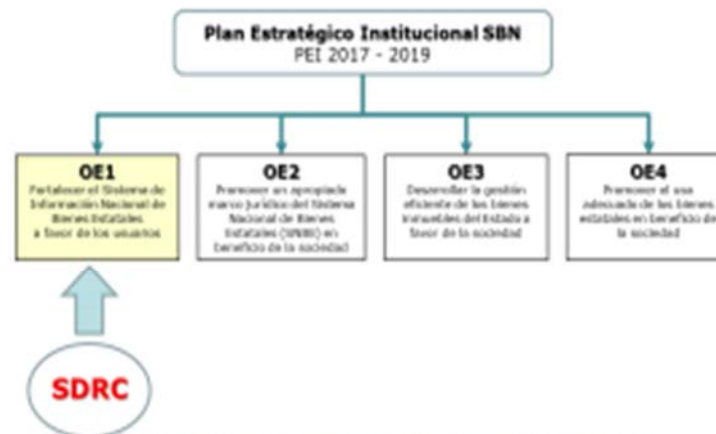 Plan Estratégico Institucional SBN
PEI 2017 - 2019
OE1
Fortalecer el Sistema de
Información Nacional de
Bienes Estatales
a favor de los usuarios
OE2
Promover un apropiado
marco jurídico del Sistema
Nacional de Bienes
Estatales (SNBE) en
beneficio de la sociedad
OE3
Desarrollar la gestión
eficiente de los bienes
inmuebles del Estado a
favor de la sociedad
OE4
Promover el uso
adecuado de los bienes
estatales en beneficio de
la sociedad
SDRC